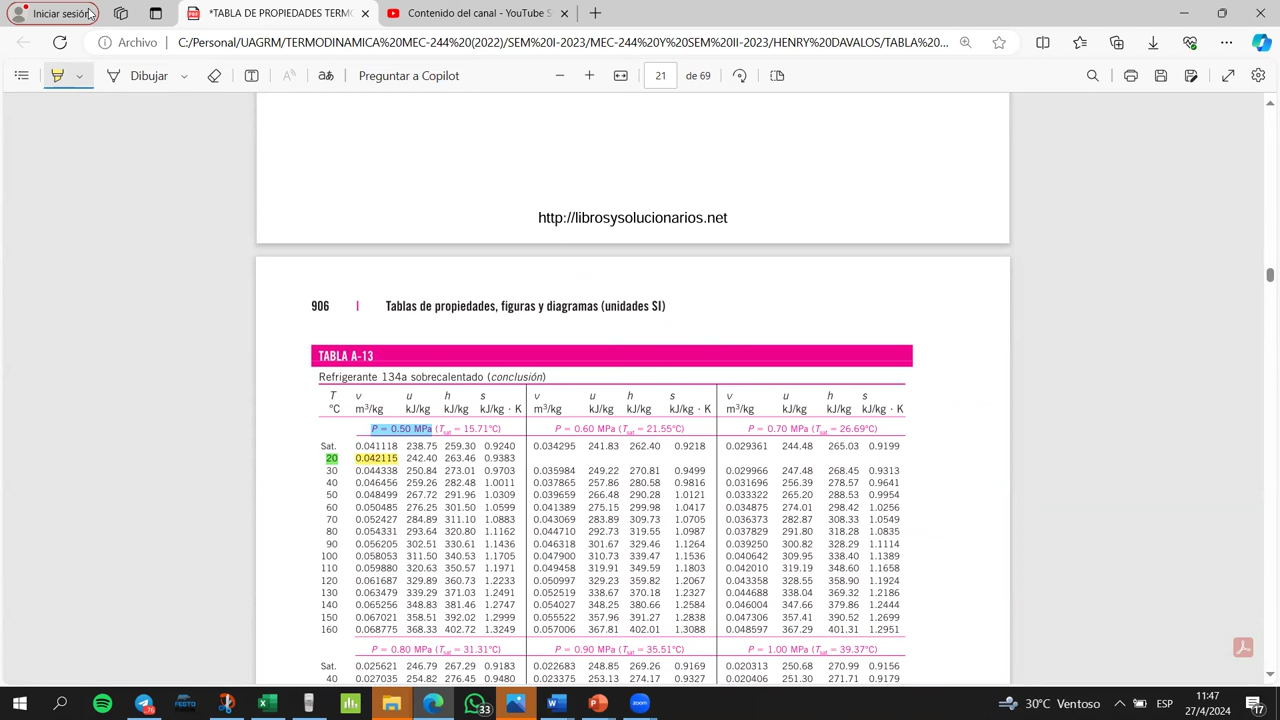 Iniciar sesión
*TABLA DE PROPIEDADES TERM
Contenido del canal - YouTube S
Archivo
C:/Personal/UAGRM/TERMODINAMICA%20MEC-244%20(2022)/SEM%20I-2023/MEC-244%20Y%20SEM%20II-2023/HENRY%20DAVALOS/TABLA%20...
Dibujar
Preguntar a Copilot
21
de 69
http://librosysolucionarios.net
906 I Tablas de propiedades, figuras y diagramas (unidades SI)
TABLA A-13
Refrigerante 134a sobrecalentado (conclusión)
T v u h s v u h s v u h s
°C m³/kg kJ/kg kJ/kg kJ/kg · K m³/kg kJ/kg kJ/kg kJ/kg · K m³/kg kJ/kg kJ/kg kJ/kg · K
P = 0.50 MPa (Tsat = 15.71°C) P = 0.60 MPa (Tsat = 21.55°C) P = 0.70 MPa (Tsat = 26.69°C)
Sat. 0.041118 238.75 259.30 0.9240 0.034295 241.83 262.40 0.9218 0.029361 244.48 265.03 0.9199
20 0.042115 242.40 263.46 0.9383
30 0.044338 250.84 273.01 0.9703 0.035984 249.22 270.81 0.9499 0.029966 247.48 268.45 0.9313
40 0.046456 259.26 282.48 1.0011 0.037865 257.86 280.58 0.9816 0.031696 256.39 278.57 0.9641
50 0.048499 267.72 291.96 1.0309 0.039659 266.48 290.28 1.0121 0.033322 265.20 288.53 0.9954
60 0.050485 276.25 301.50 1.0599 0.041389 275.15 299.98 1.0417 0.034875 274.01 298.42 1.0256
70 0.052427 284.89 311.10 1.0883 0.043069 283.89 309.73 1.0705 0.036373 282.87 308.33 1.0549
80 0.054331 293.64 320.80 1.1162 0.044710 292.73 319.55 1.0987 0.037829 291.80 318.28 1.0835
90 0.056205 302.51 330.61 1.1436 0.046318 301.67 329.46 1.1264 0.039250 300.82 328.29 1.1114
100 0.058053 311.50 340.53 1.1705 0.047900 310.73 339.47 1.1536 0.040642 309.95 338.40 1.1389
110 0.059880 320.63 350.57 1.1971 0.049458 319.91 349.59 1.1803 0.042010 319.19 348.60 1.1658
120 0.061687 329.89 360.73 1.2233 0.050997 329.23 359.82 1.2067 0.043358 328.55 358.90 1.1924
130 0.063479 339.29 371.03 1.2491 0.052519 338.67 370.18 1.2327 0.044688 338.04 369.32 1.2186
140 0.065256 348.83 381.46 1.2747 0.054027 348.25 380.66 1.2584 0.046004 347.66 379.86 1.2444
150 0.067021 358.51 392.02 1.2999 0.055522 357.96 391.27 1.2838 0.047306 357.41 390.52 1.2699
160 0.068775 368.33 402.72 1.3249 0.057006 367.81 402.01 1.3088 0.048597 367.29 401.31 1.2951
P = 0.80 MPa (Tsat = 31.31°C) P = 0.90 MPa (Tsat = 35.51°C) P = 1.00 MPa (Tsat = 39.37°C)
Sat. 0.025621 246.79 267.29 0.9183 0.022683 248.85 269.26 0.9169 0.020313 250.68 270.99 0.9156
40 0.027035 254.82 276.45 0.9480 0.023375 253.13 274.17 0.9327 0.020406 251.30 271.71 0.9179
76
FESTO
33
zoom
30°C Ventoso
ESP
11:47
27/4/2024
17